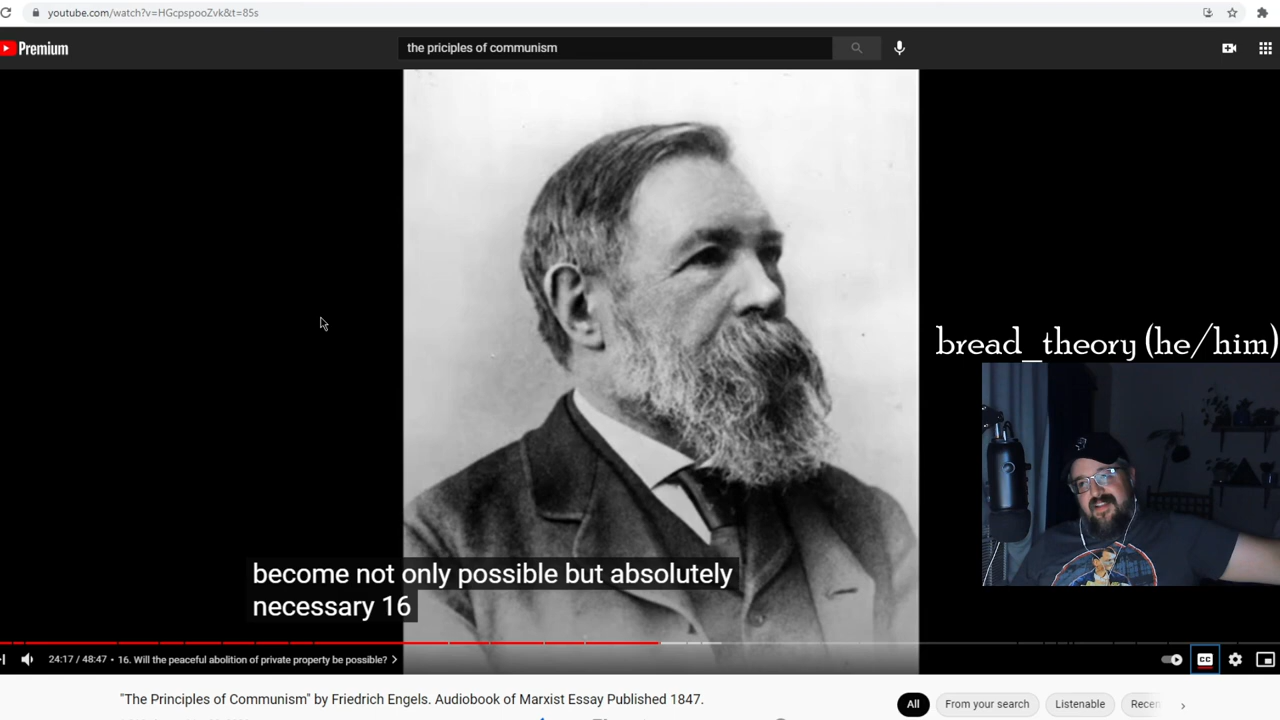 youtube.com/watch?v=HGcpspooZvk&t=85s
Premium
the priciples of communism
bread_theory (he/him)
become not only possible but absolutely
necessary 16
24:17 / 48:47 • 16. Will the peaceful abolition of private property be possible?
CC
"The Principles of Communism" by Friedrich Engels. Audiobook of Marxist Essay Published 1847.
All
From your search
Listenable
Recen